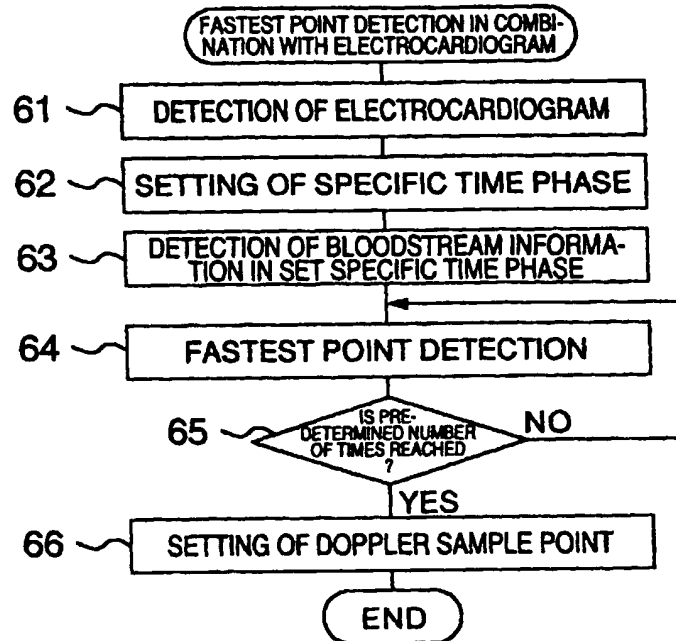 FASTEST POINT DETECTION IN COMBI-
NATION WITH ELECTROCARDIOGRAM
61
DETECTION OF ELECTROCARDIOGRAM
62
SETTING OF SPECIFIC TIME PHASE
63
DETECTION OF BLOODSTREAM INFORMA-
TION IN SET SPECIFIC TIME PHASE
64
FASTEST POINT DETECTION
65
IS PRE-
DETERMINED NUMBER
OF TIMES REACHED
?
NO
YES
66
SETTING OF DOPPLER SAMPLE POINT
END